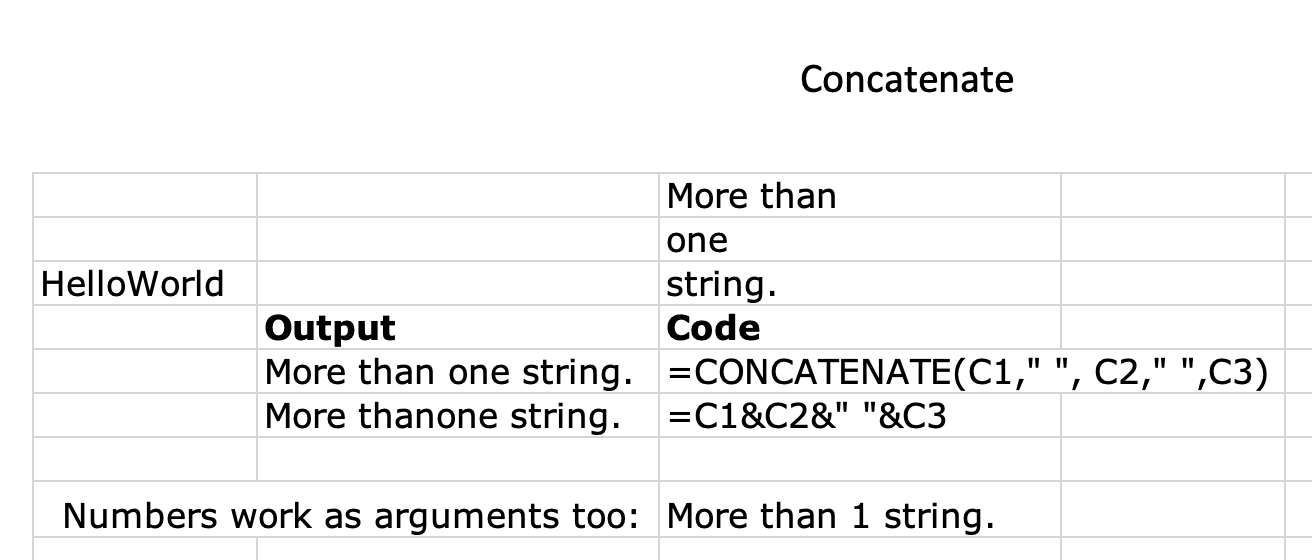 Concatenate
More than
one
HelloWorld string.
Output Code
More than one string. =CONCATENATE(C1," ", C2," ",C3)
More thanone string. =C1&C2&" "&C3
Numbers work as arguments too: More than 1 string.